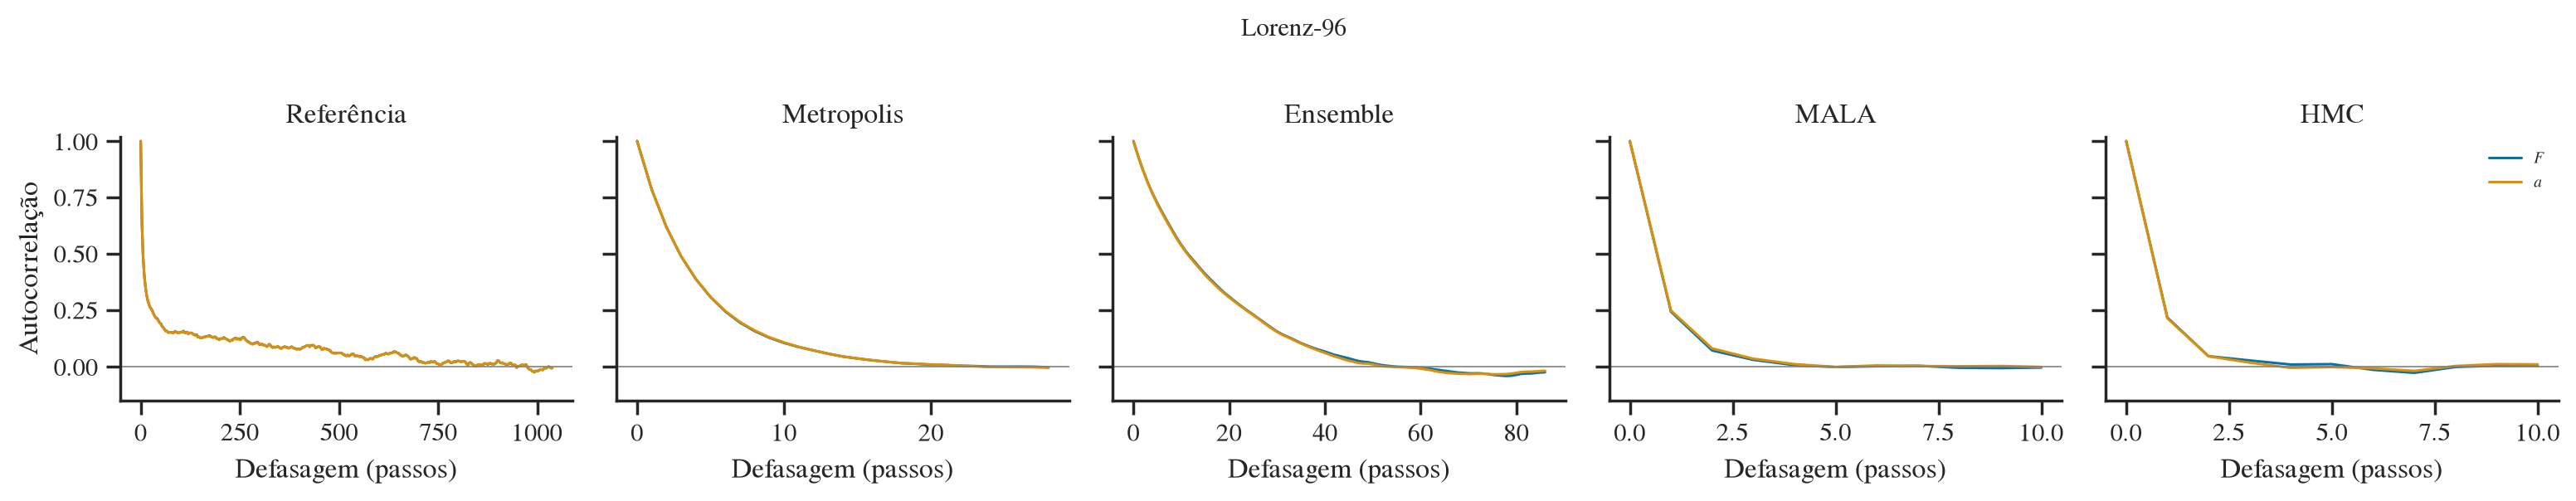 Lorenz-96
Referência
Metropolis
Ensemble
MALA
HMC
Autocorrelação
1.00
0.75
0.50
0.25
0.00
0 250 500 750 1000
0 10 20
0 20 40 60 80
0.0 2.5 5.0 7.5 10.0
0.0 2.5 5.0 7.5 10.0
F
a
Defasagem (passos)
Defasagem (passos)
Defasagem (passos)
Defasagem (passos)
Defasagem (passos)